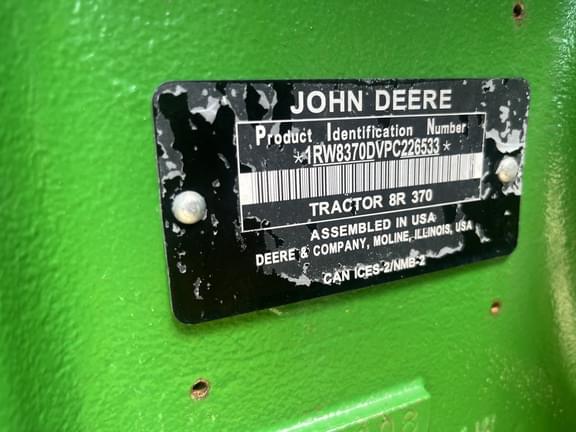 JOHN DEERE
Product Identification Number
*1RW8370DVPC226533*
TRACTOR 8R 370
ASSEMBLED IN USA
DEERE & COMPANY, MOLINE, ILLINOIS, USA
CAN ICES-2/NMB-2